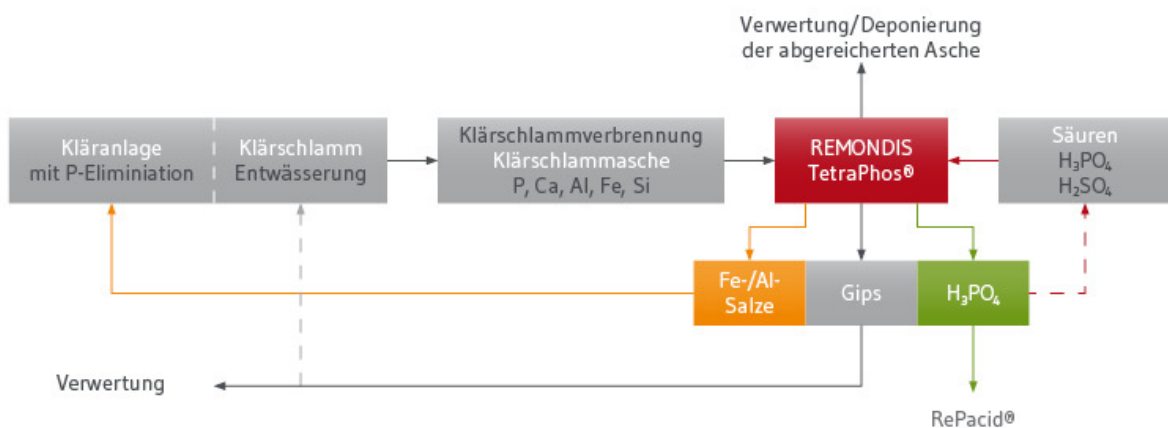 Verwertung/Deponierung
der abgereicherten Asche
Kläranlage
mit P-Eliminiation
Klärschlamm
Entwässerung
Klärschlammverbrennung
Klärschlammasche
P, Ca, Al, Fe, Si
REMONDIS
TetraPhos®
Säuren
H₃PO₄
H₂SO₄
Fe-/Al-
Salze
Gips
H₃PO₄
Verwertung
RePacid®